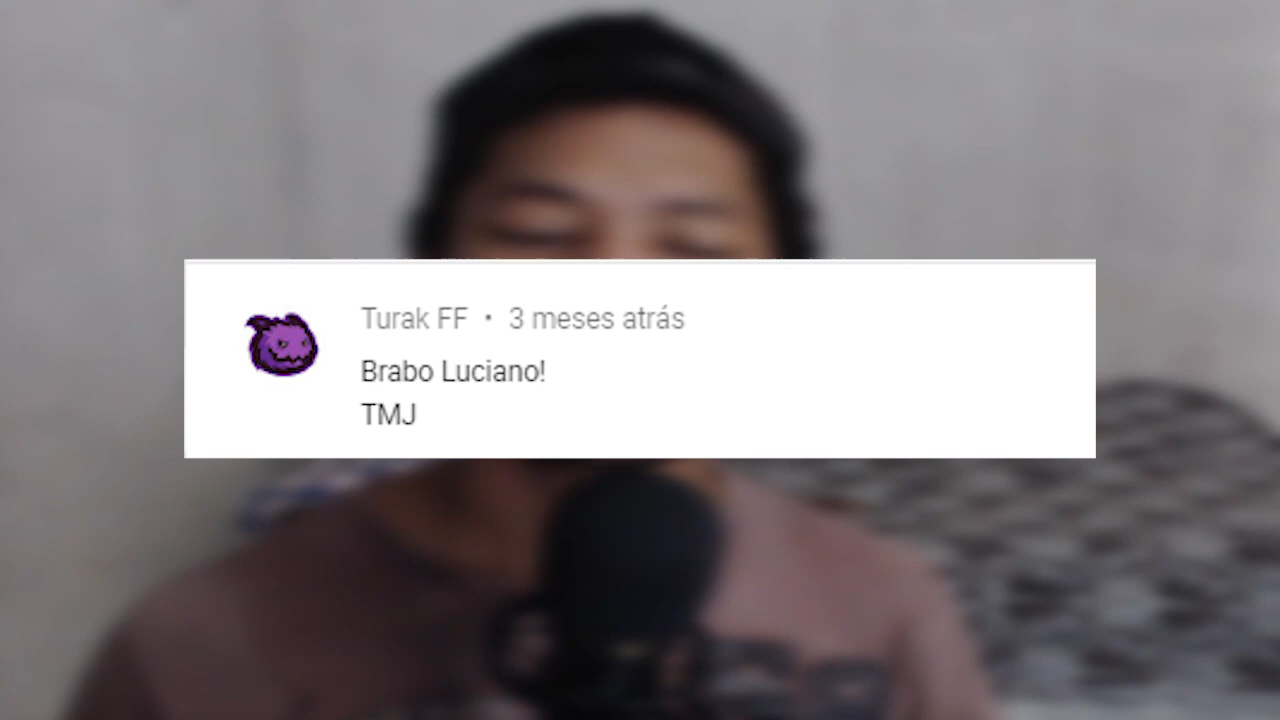 Turak FF • 3 meses atrás
Brabo Luciano!
TMJ